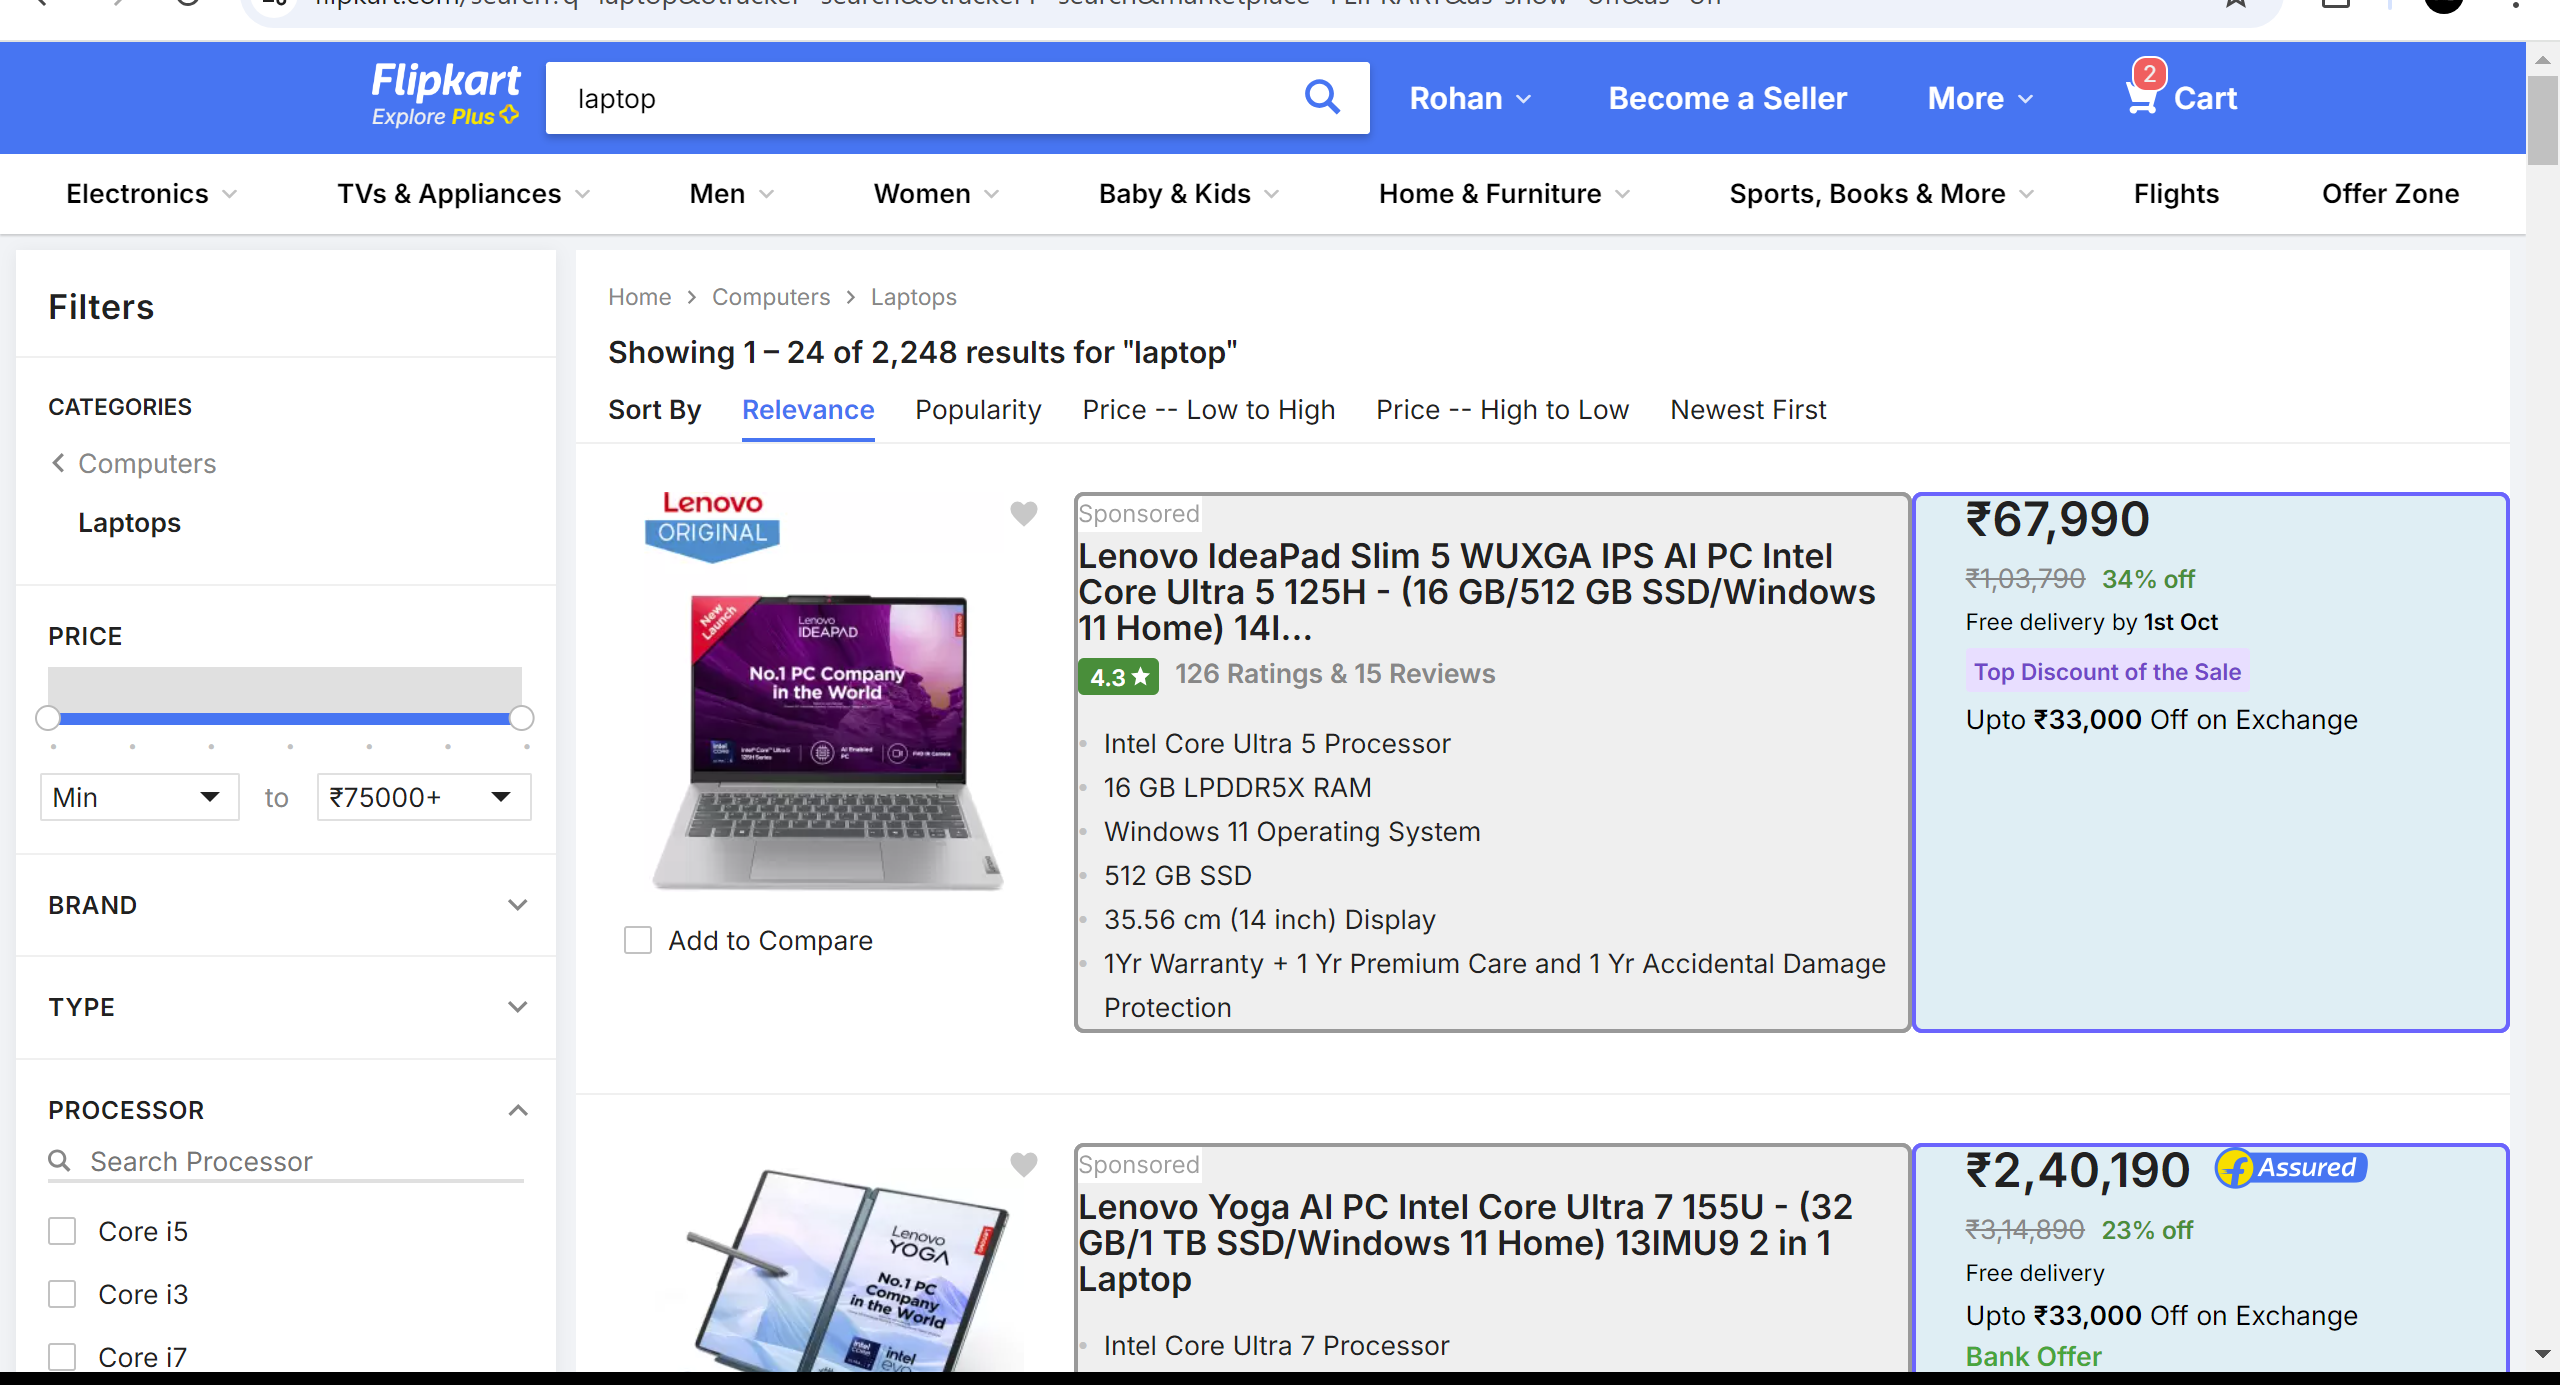 Flipkart
Explore Plus
laptop
Rohan
Become a Seller
More
2
Cart
Electronics
TVs & Appliances
Men
Women
Baby & Kids
Home & Furniture
Sports, Books & More
Flights
Offer Zone
Filters
CATEGORIES
Computers
Laptops
PRICE
Min
to
₹75000+
BRAND
TYPE
PROCESSOR
Search Processor
Core i5
Core i3
Core i7
Home > Computers > Laptops
Showing 1 – 24 of 2,248 results for "laptop"
Sort By
Relevance
Popularity
Price -- Low to High
Price -- High to Low
Newest First
Lenovo
ORIGINAL
New Launch
Lenovo
IDEAPAD
No.1 PC Company
in the World
Add to Compare
Sponsored
Lenovo IdeaPad Slim 5 WUXGA IPS AI PC Intel
Core Ultra 5 125H - (16 GB/512 GB SSD/Windows
11 Home) 14I...
4.3★
126 Ratings & 15 Reviews
Intel Core Ultra 5 Processor
16 GB LPDDR5X RAM
Windows 11 Operating System
512 GB SSD
35.56 cm (14 inch) Display
1Yr Warranty + 1 Yr Premium Care and 1 Yr Accidental Damage
Protection
₹67,990
₹1,03,790 34% off
Free delivery by 1st Oct
Top Discount of the Sale
Upto ₹33,000 Off on Exchange
Lenovo
YOGA
No.1 PC
Company
in the World
intel
evo
Sponsored
Lenovo Yoga AI PC Intel Core Ultra 7 155U - (32
GB/1 TB SSD/Windows 11 Home) 13IMU9 2 in 1
Laptop
Intel Core Ultra 7 Processor
₹2,40,190
Assured
₹3,14,890 23% off
Free delivery
Upto ₹33,000 Off on Exchange
Bank Offer